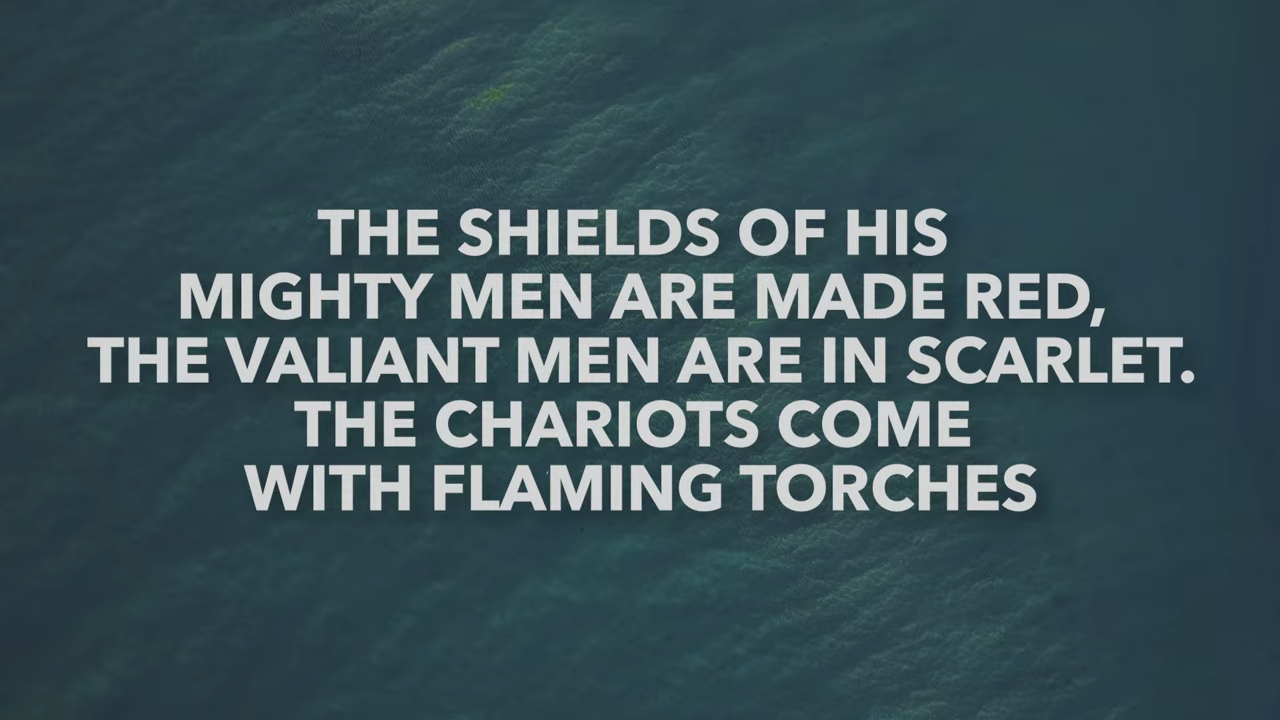 THE SHIELDS OF HIS
MIGHTY MEN ARE MADE RED,
THE VALIANT MEN ARE IN SCARLET.
THE CHARIOTS COME
WITH FLAMING TORCHES